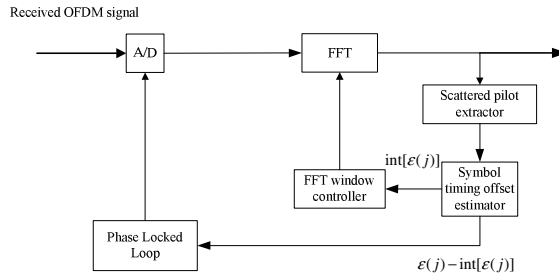 Received OFDM signal
A/D
FFT
Scattered pilot
extractor
int[ε(j)]
FFT window
controller
Symbol
timing offset
estimator
Phase Locked
Loop
ε(j) − int[ε(j)]